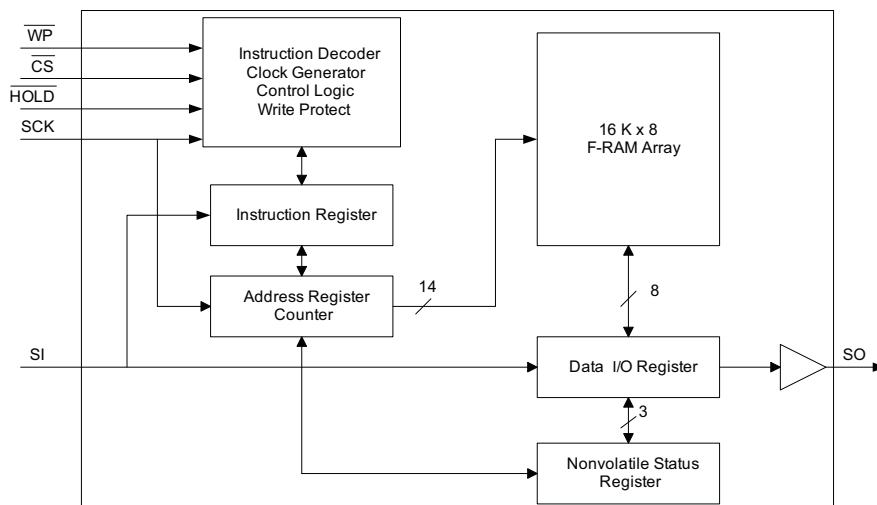 WP
CS
HOLD
SCK
Instruction Decoder
Clock Generator
Control Logic
Write Protect
16 K x 8
F-RAM Array
Instruction Register
Address Register
Counter
14
8
SI
Data I/O Register
SO
3
Nonvolatile Status
Register